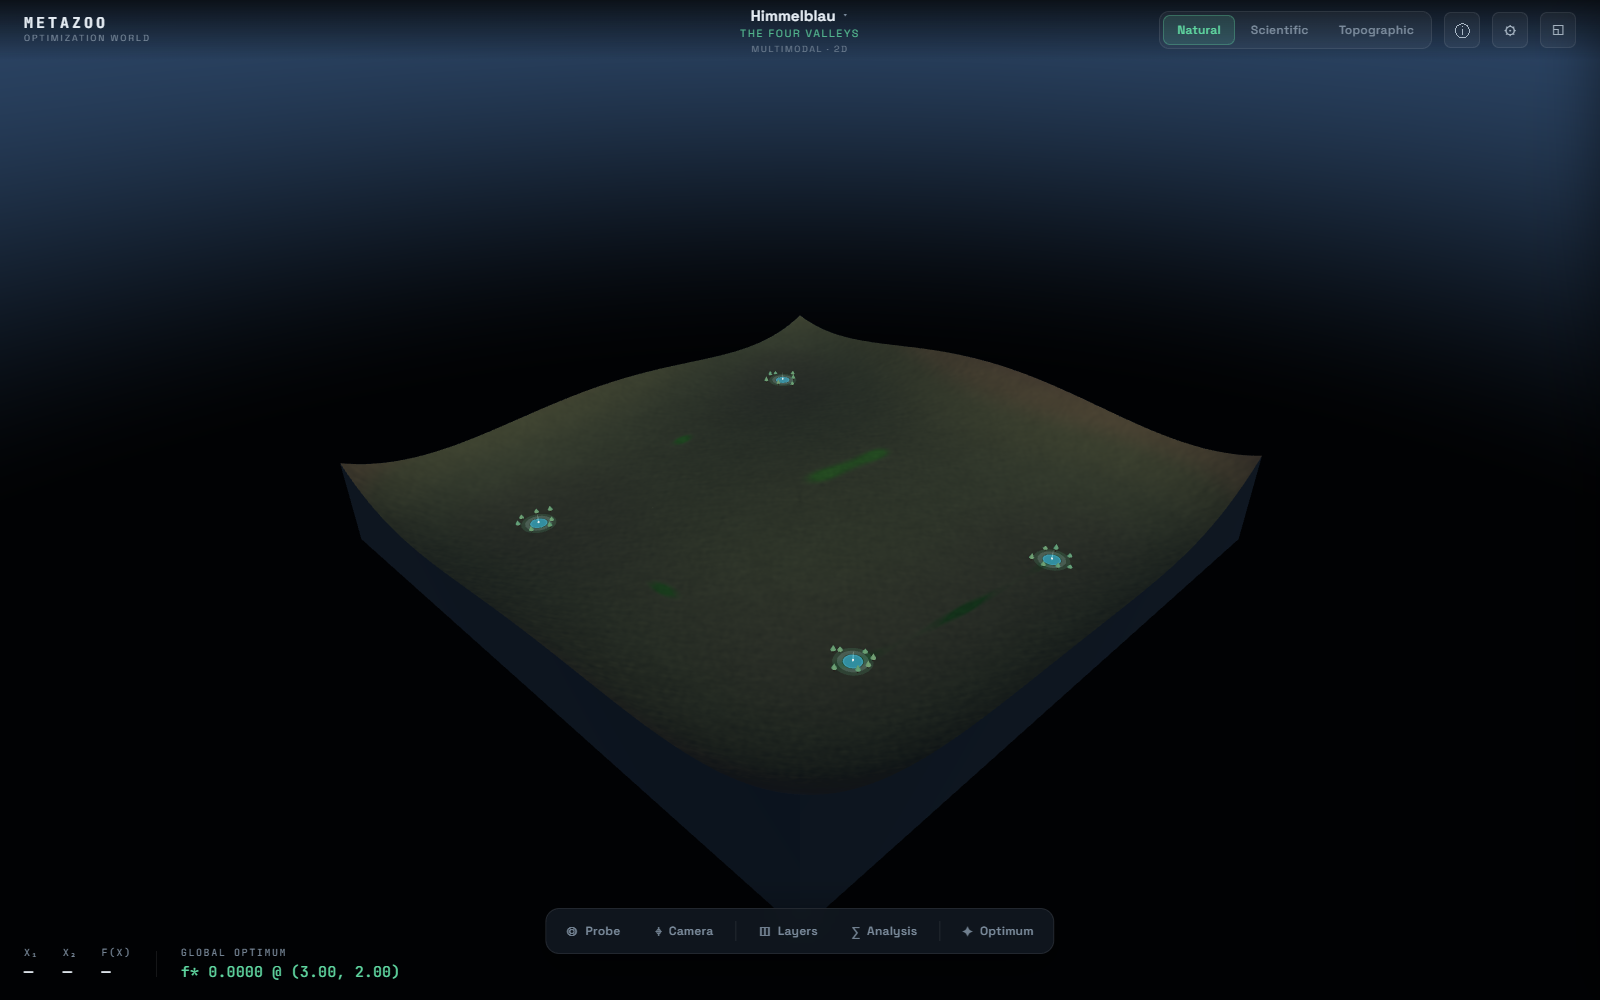 METAZOO
OPTIMIZATION WORLD
Himmelblau
THE FOUR VALLEYS
MULTIMODAL · 2D
Natural
Scientific
Topographic
Probe
Camera
Layers
Analysis
Optimum
X₁ X₂ F(X)
— — —
GLOBAL OPTIMUM
f* 0.0000 @ (3.00, 2.00)